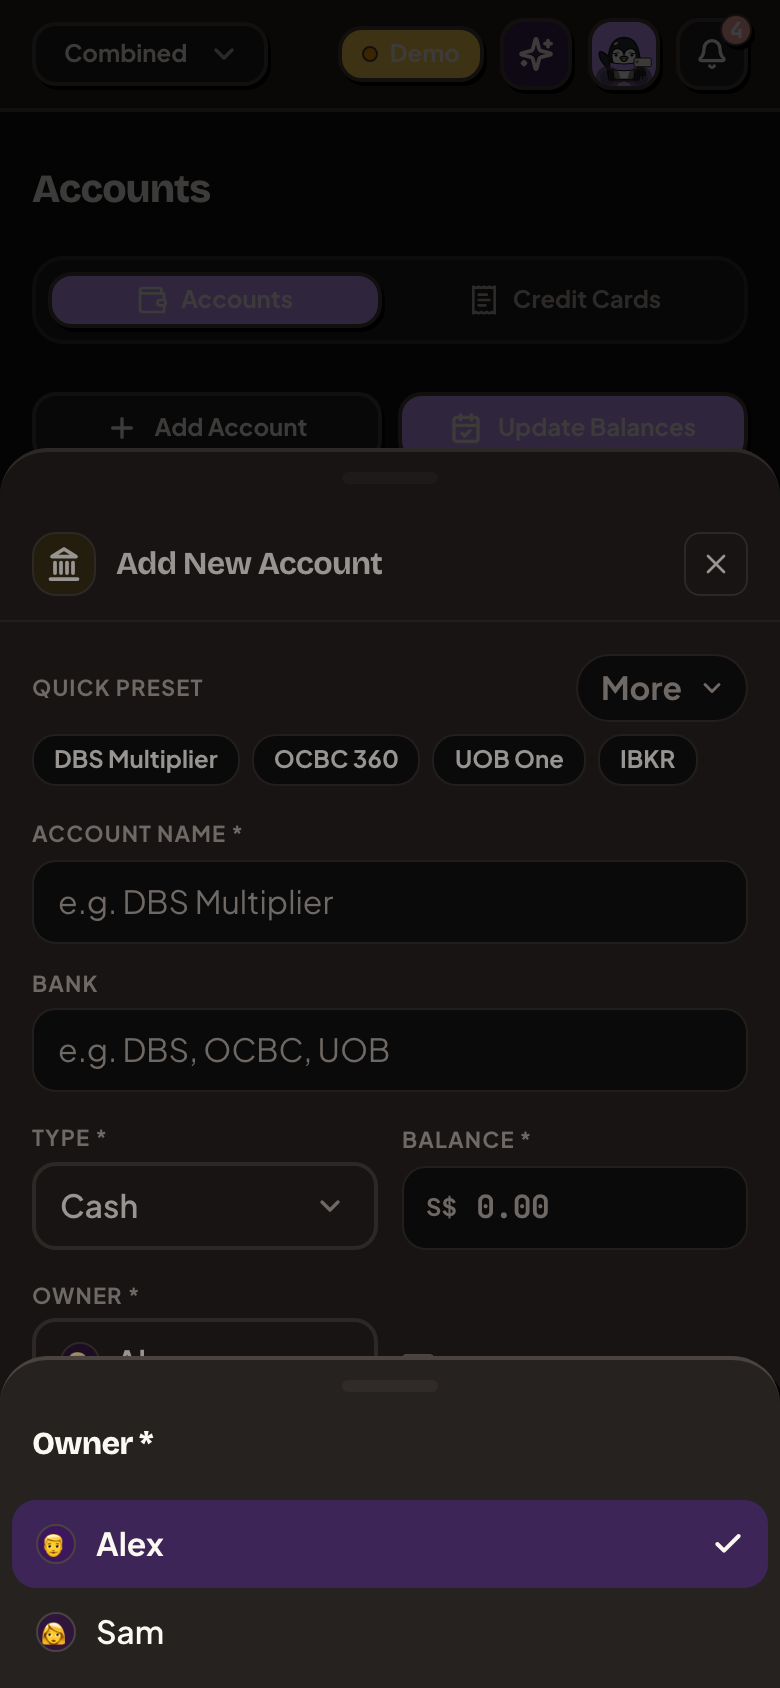 Combined
Demo
4
Accounts
Accounts
Credit Cards
Add Account
Update Balances
Add New Account
QUICK PRESET
More
DBS Multiplier
OCBC 360
UOB One
IBKR
ACCOUNT NAME *
e.g. DBS Multiplier
BANK
e.g. DBS, OCBC, UOB
TYPE *
BALANCE *
Cash
S$ 0.00
OWNER *
Owner *
Alex
Sam